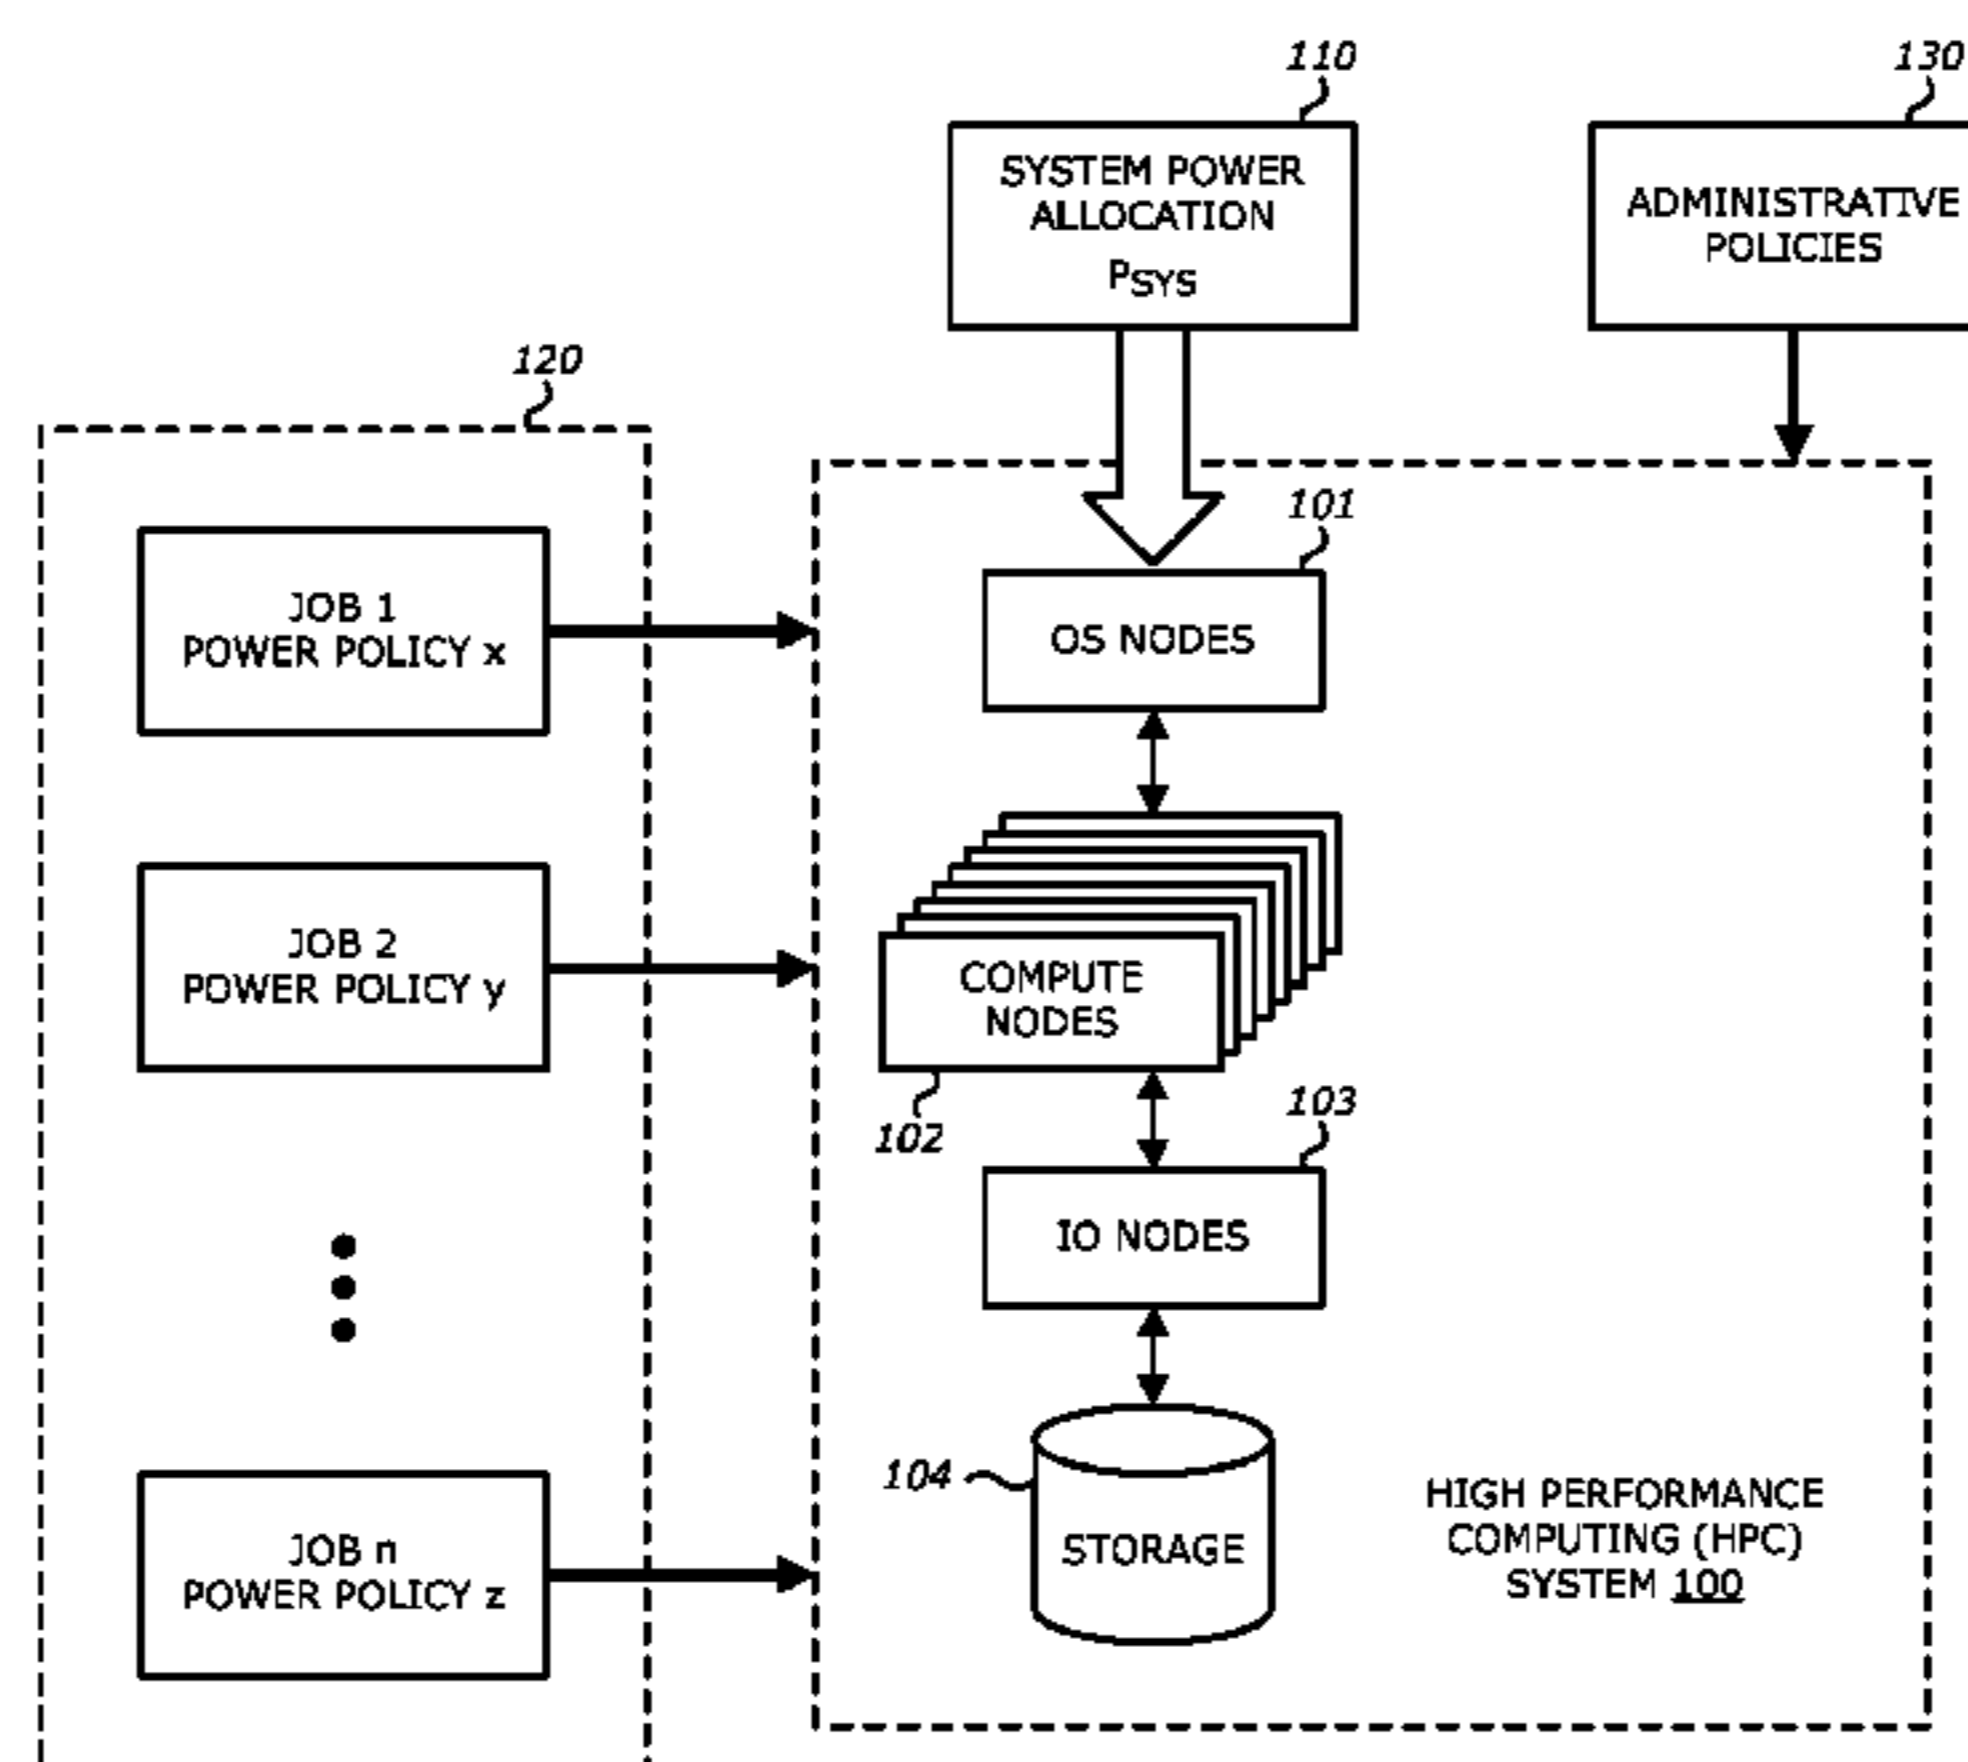 110
130
SYSTEM POWER
ALLOCATION
PSYS
ADMINISTRATIVE
POLICIES
120
101
JOB 1
POWER POLICY x
OS NODES
JOB 2
POWER POLICY y
COMPUTE
NODES
102
103
IO NODES
104
STORAGE
HIGH PERFORMANCE
COMPUTING (HPC)
SYSTEM 100
JOB n
POWER POLICY z